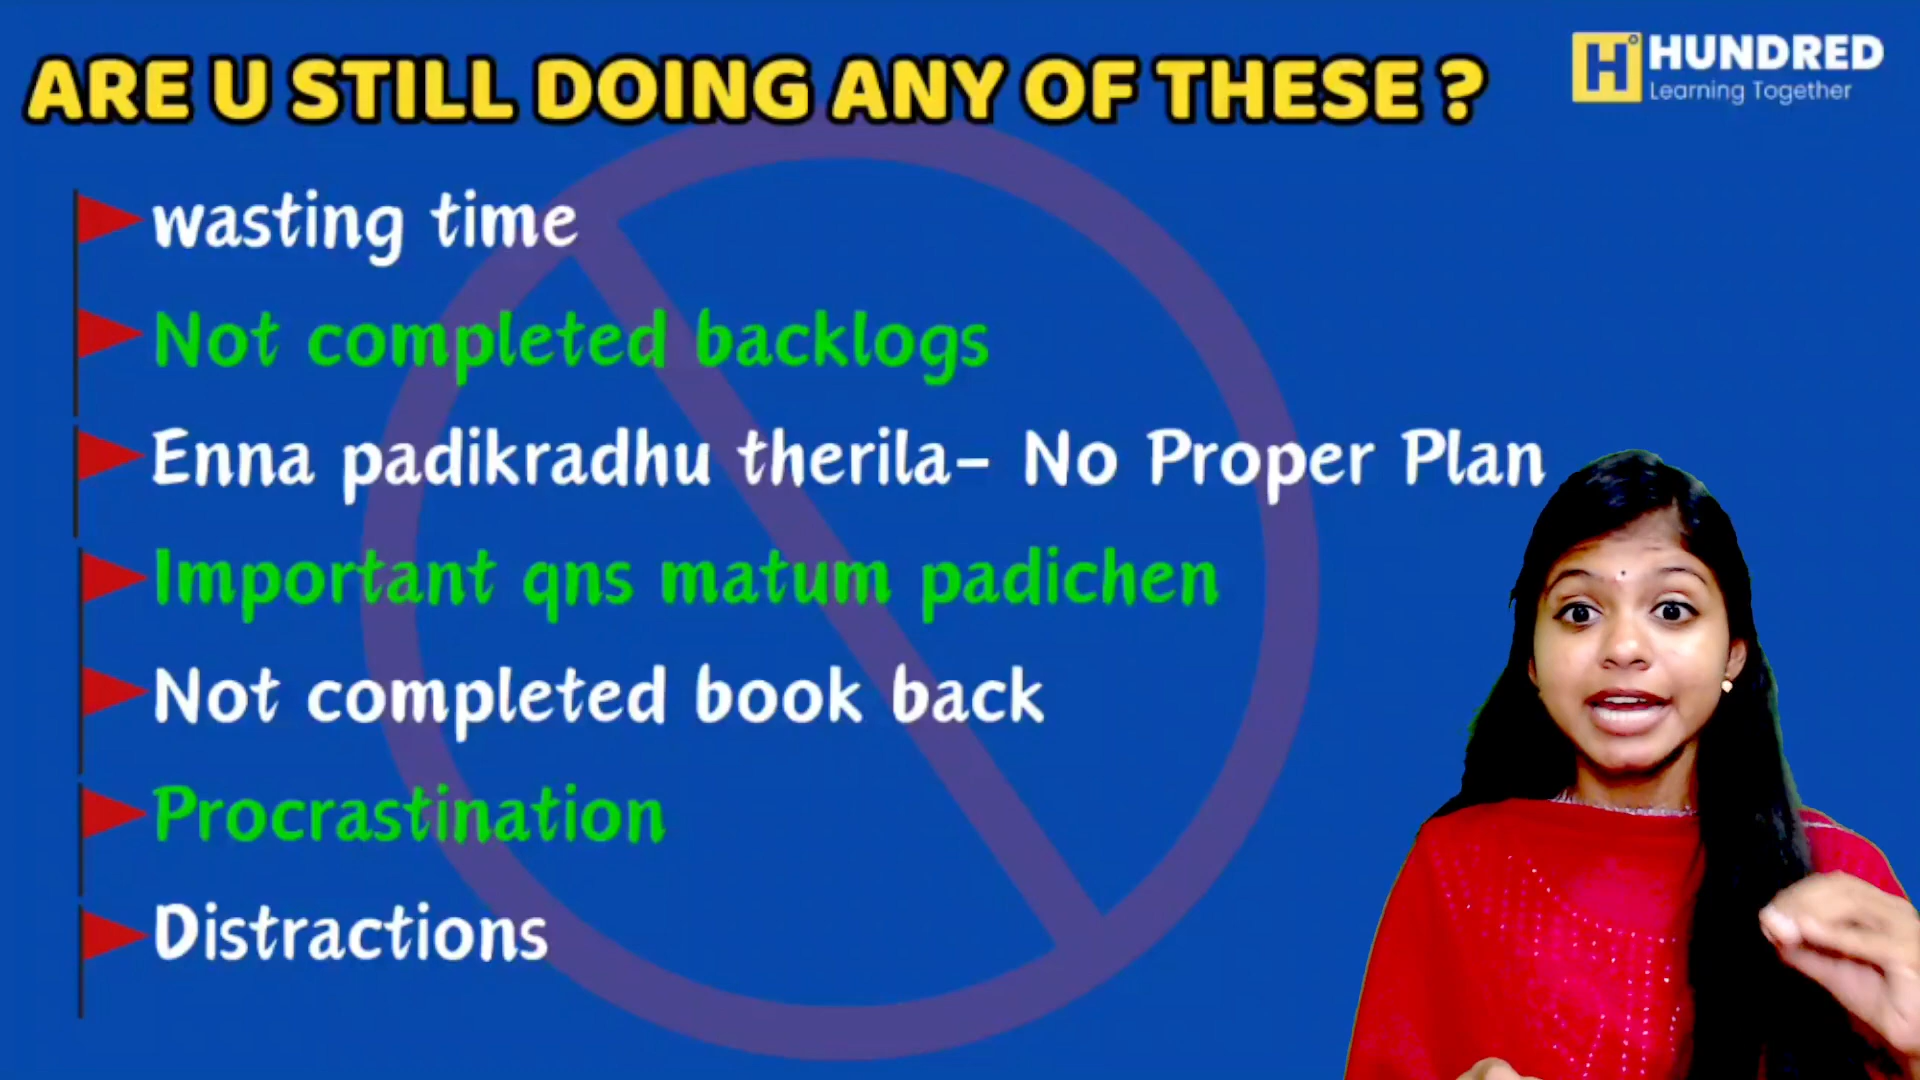 ARE U STILL DOING ANY OF THESE ?
H HUNDRED
Learning Together
wasting time
Not completed backlogs
Enna padikradhu therila- No Proper Plan
Important qns matum padichen
Not completed book back
Procrastination
Distractions